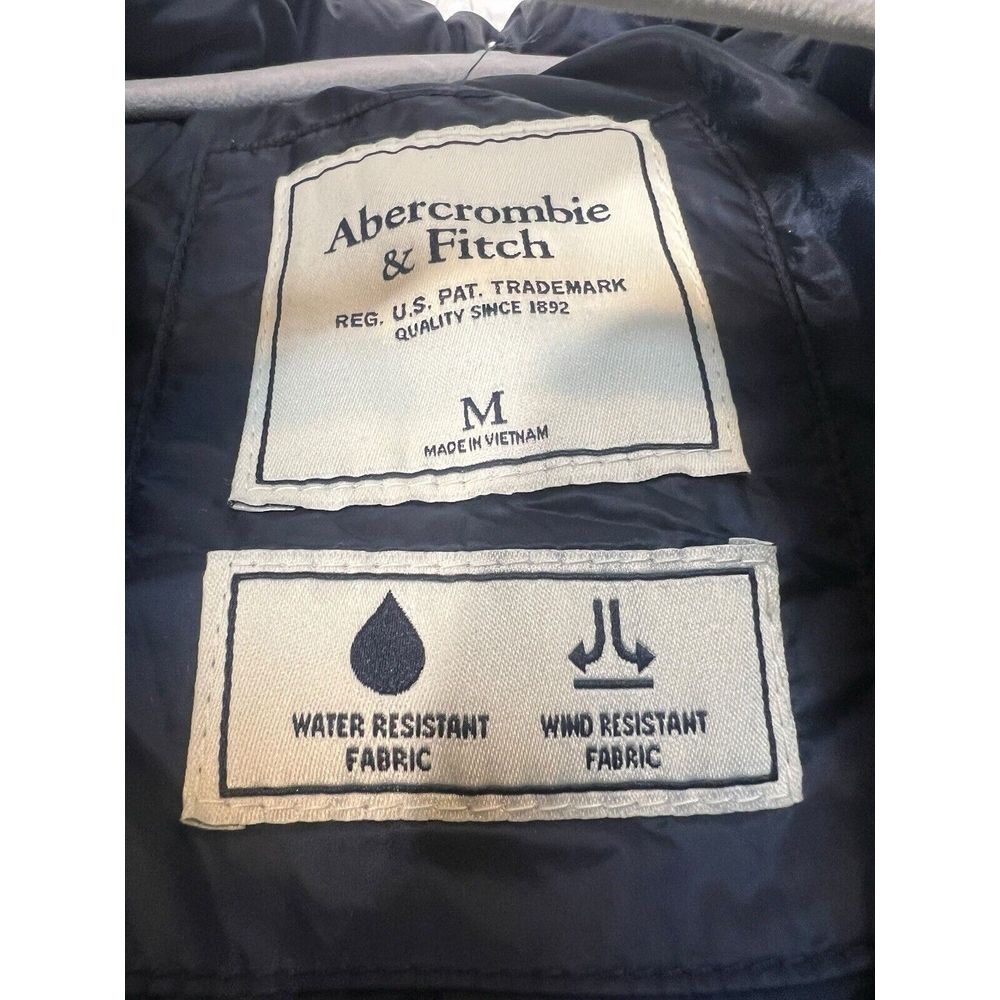 Abercrombie
& Fitch
REG. U.S. PAT. TRADEMARK
QUALITY SINCE 1892
M
MADE IN VIETNAM
WATER RESISTANT
FABRIC
WIND RESISTANT
FABRIC